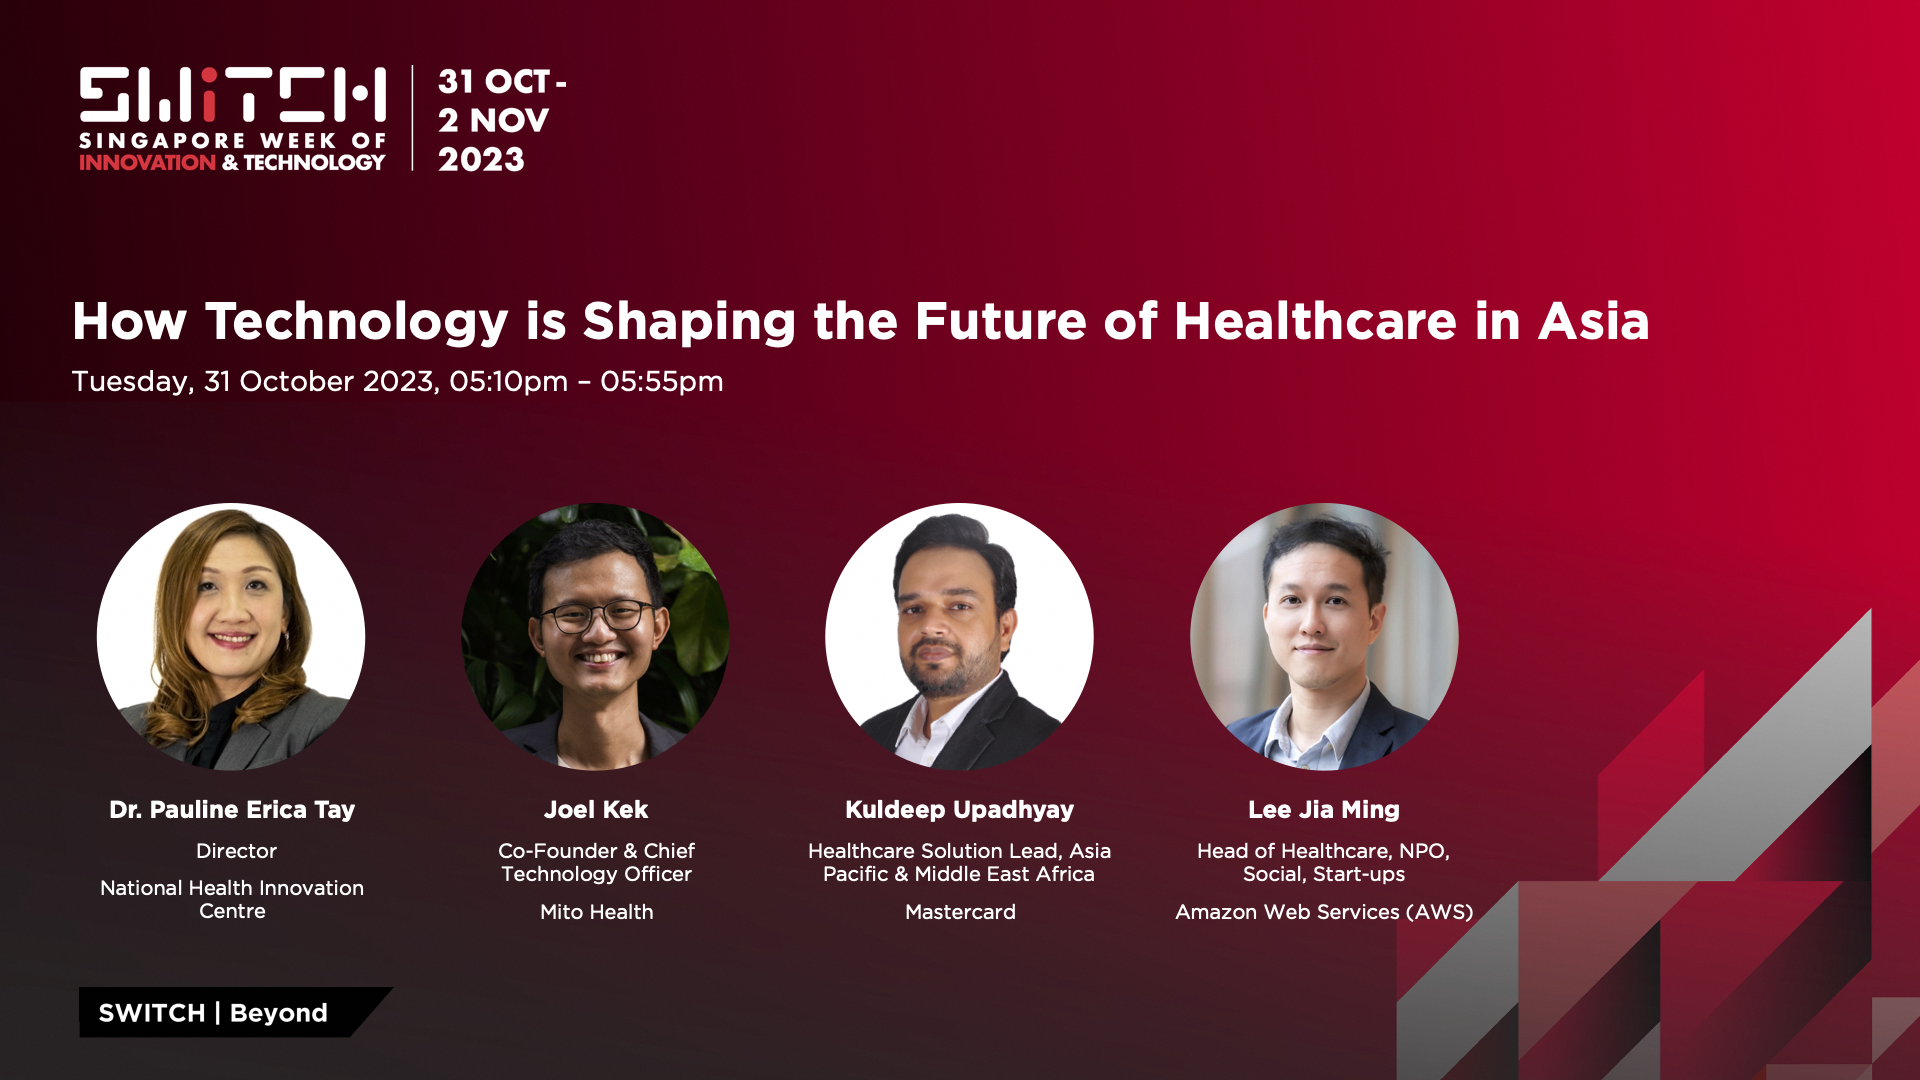 SWiTCH
SINGAPORE WEEK OF
INNOVATION & TECHNOLOGY
31 OCT -
2 NOV
2023
How Technology is Shaping the Future of Healthcare in Asia
Tuesday, 31 October 2023, 05:10pm – 05:55pm
Dr. Pauline Erica Tay
Director
National Health Innovation
Centre
Joel Kek
Co-Founder & Chief
Technology Officer
Mito Health
Kuldeep Upadhyay
Healthcare Solution Lead, Asia
Pacific & Middle East Africa
Mastercard
Lee Jia Ming
Head of Healthcare, NPO,
Social, Start-ups
Amazon Web Services (AWS)
SWITCH | Beyond